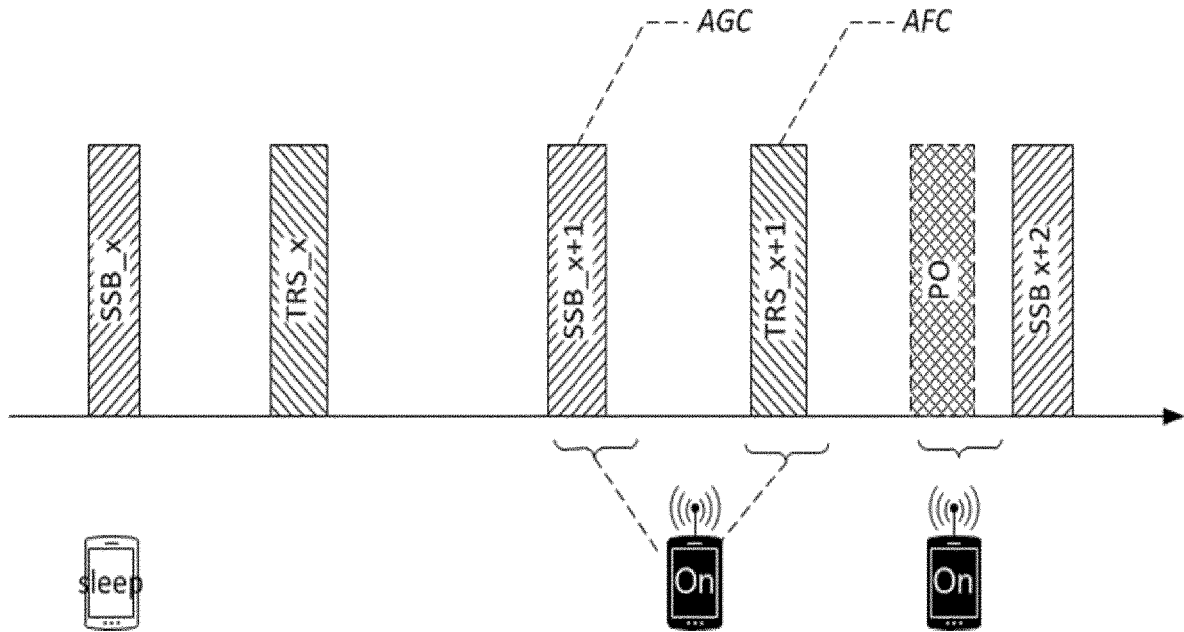 AGC
AFC
SSB_x
TRS_x
SSB_x+1
TRS_x+1
PO
SSB x+2
sleep
On
On